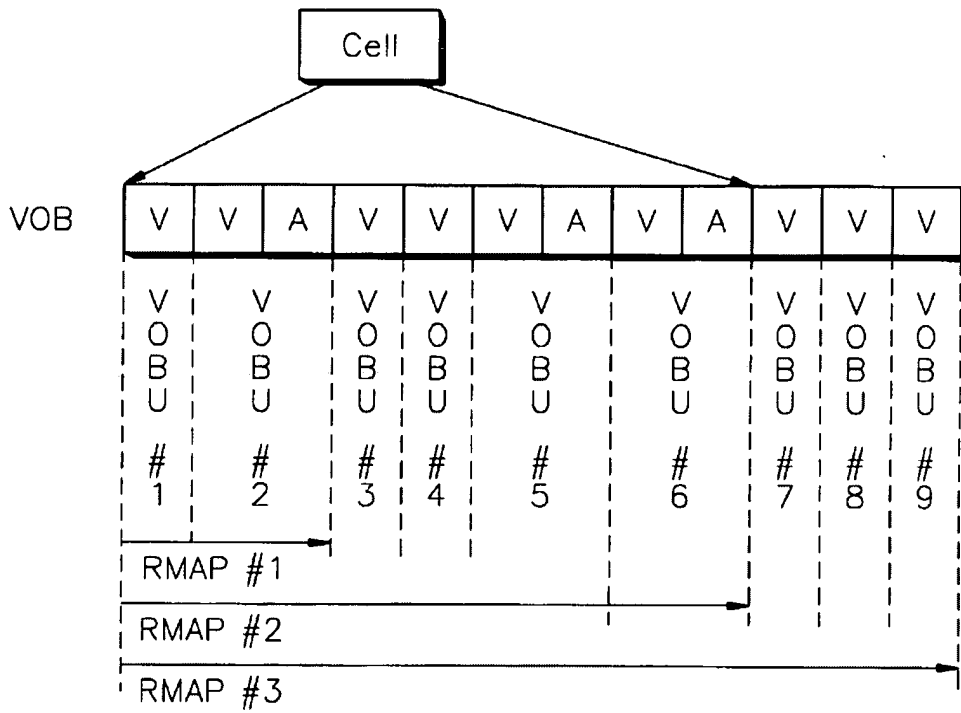 Cell
VOB V V A V V V A V A V V V
VOBU #1 VOBU #2 VOBU #3 VOBU #4 VOBU #5 VOBU #6 VOBU #7 VOBU #8 VOBU #9
RMAP #1
RMAP #2
RMAP #3